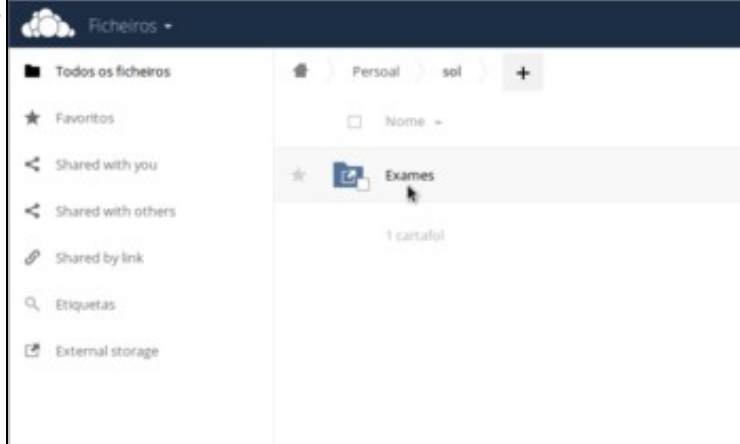 Ficheiros
Todos os ficheiros
Favoritos
Shared with you
Shared with others
Shared by link
Etiquetas
External storage
Persoal sol +
Nome
Exames
1 cartafol